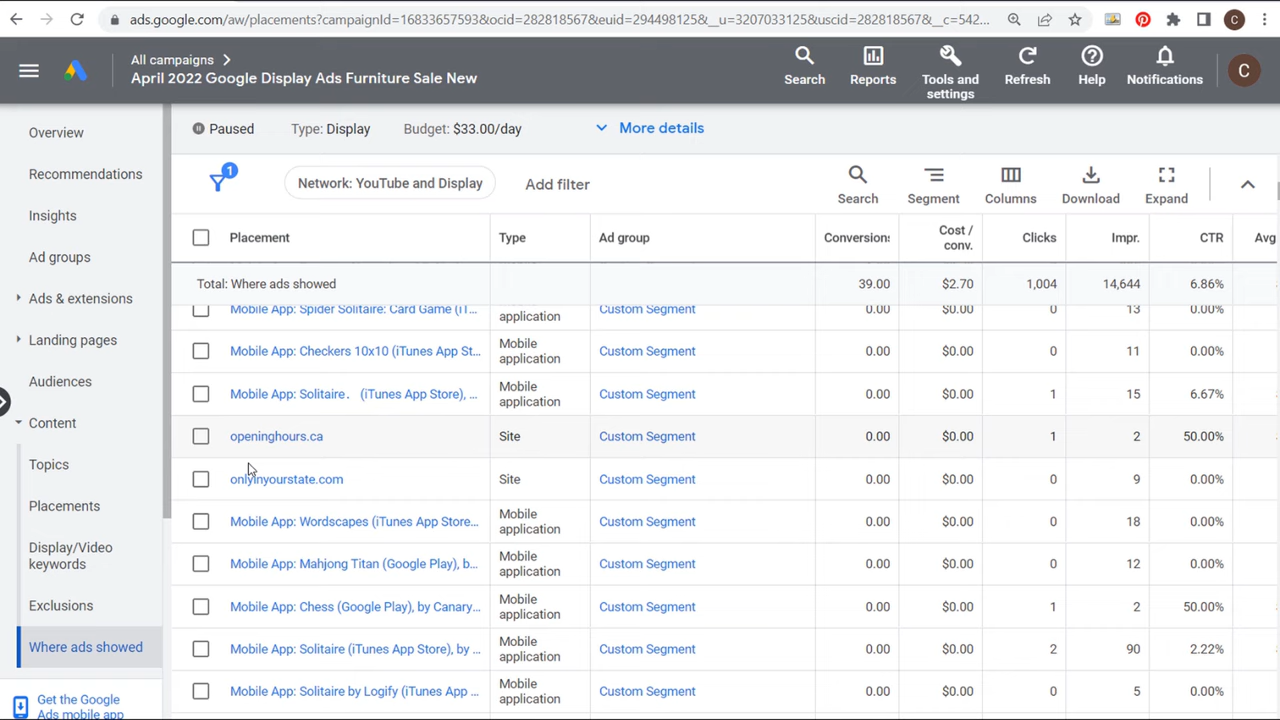 ads.google.com/aw/placements?campaignId=16833657593&ocid=282818567&euid=294498125&__u=3207033125&uscid=282818567&__c=542...
C
All campaigns
April 2022 Google Display Ads Furniture Sale New
Search
Reports
Tools and
settings
Refresh
Help
Notifications
C
Overview
Recommendations
Insights
Ad groups
Ads & extensions
Landing pages
Audiences
Content
Topics
Placements
Display/Video
keywords
Exclusions
Where ads showed
Get the Google
Ads mobile app
Paused
Type: Display
Budget: $33.00/day
More details
1
Network: YouTube and Display
Add filter
Search
Segment
Columns
Download
Expand
Placement Type Ad group Conversions Cost / conv. Clicks Impr. CTR Avg
Total: Where ads showed 39.00 $2.70 1,004 14,644 6.86%
Mobile App: Spider Solitaire: Card Game (iT... application Custom Segment 0.00 $0.00 0 13 0.00%
Mobile App: Checkers 10x10 (iTunes App St... Mobile application Custom Segment 0.00 $0.00 0 11 0.00%
Mobile App: Solitaire. (iTunes App Store), ... Mobile application Custom Segment 0.00 $0.00 1 15 6.67%
openinghours.ca Site Custom Segment 0.00 $0.00 1 2 50.00%
onlyinyourstate.com Site Custom Segment 0.00 $0.00 0 9 0.00%
Mobile App: Wordscapes (iTunes App Store... Mobile application Custom Segment 0.00 $0.00 0 18 0.00%
Mobile App: Mahjong Titan (Google Play), b... Mobile application Custom Segment 0.00 $0.00 0 12 0.00%
Mobile App: Chess (Google Play), by Canary... Mobile application Custom Segment 0.00 $0.00 1 2 50.00%
Mobile App: Solitaire (iTunes App Store), by ... Mobile application Custom Segment 0.00 $0.00 2 90 2.22%
Mobile App: Solitaire by Logify (iTunes App ... Mobile application Custom Segment 0.00 $0.00 0 5 0.00%